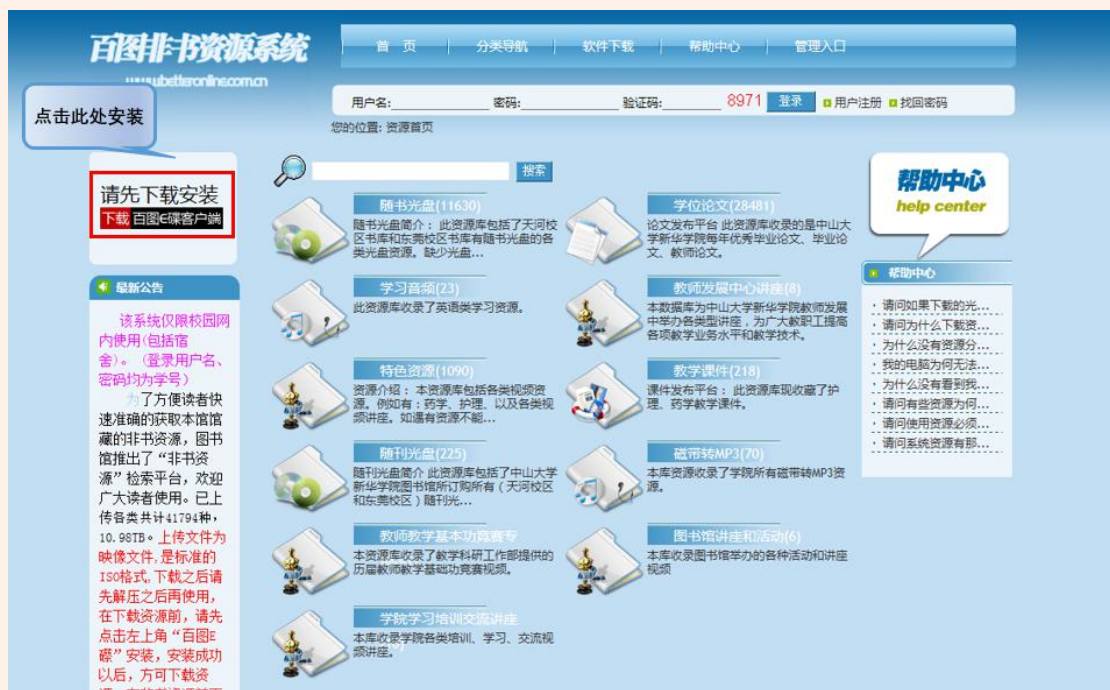 百图非书资源系统
www.ubetteronline.com.cn
首 页 | 分类导航 | 软件下载 | 帮助中心 | 管理入口
用户名: 密码: 验证码: 8971 登录 用户注册 找回密码
您的位置: 资源首页
点击此处安装
请先下载安装
下载 百图E碟客户端
最新公告
该系统仅限校园网
内使用(包括宿
舍)。（登录用户名、
密码均为学号）
为了方便读者快
速准确的获取本馆馆
藏的非书资源，图书
馆推出了“非书资
源”检索平台，欢迎
广大读者使用。已上
传各类共计41794种，
10.98TB。上传文件为
映像文件,是标准的
ISO格式,下载之后请
先解压之后再使用，
在下载资源前，请先
点击左上角“百图E
碟”安装，安装成功
以后，方可下载资
搜索
随书光盘(11630)
随书光盘简介： 此资源库包括了天河校
区书库和东莞校区书库有随书光盘的各
类光盘资源。缺少光盘...
学位论文(28481)
论文发布平台 此资源库收录的是中山大
学新华学院每年优秀毕业论文、毕业论
文、教师论文。
学习音频(23)
此资源库收录了英语类学习资源。
教师发展中心讲座(8)
本数据库为中山大学新华学院教师发展
中举办各类型讲座，为广大教职工提高
各项教学业务水平和教学技术。
特色资源(1090)
资源介绍： 本资源库包括各类视频资
源。例如有：药学、护理、以及各类视
频讲座。如遇有资源不能...
教学课件(218)
课件发布平台： 此资源库现收藏了护
理、药学教学课件。
随刊光盘(225)
随刊光盘简介 此资源库包括了中山大学
新华学院图书馆所订购所有（天河校区
和东莞校区）随刊光...
磁带转MP3(70)
本库资源收录了学院所有磁带转MP3资
源。
教师教学基本功竞赛专
本资源库收录了教学科研工作部提供的
历届教师教学基础功竞赛视频。
图书馆讲座和活动(6)
本库收录图书馆举办的各种活动和讲座
视频
学院学习培训交流讲座
本库收录学院各类培训、学习、交流视
频讲座。
帮助中心
help center
帮助中心
· 请问如果下载的光...
· 请问为什么下载资...
· 为什么没有资源分...
· 我的电脑为何无法...
· 为什么没有看到我...
· 请问有些资源为何...
· 请问使用资源必须...
· 请问系统资源有那...